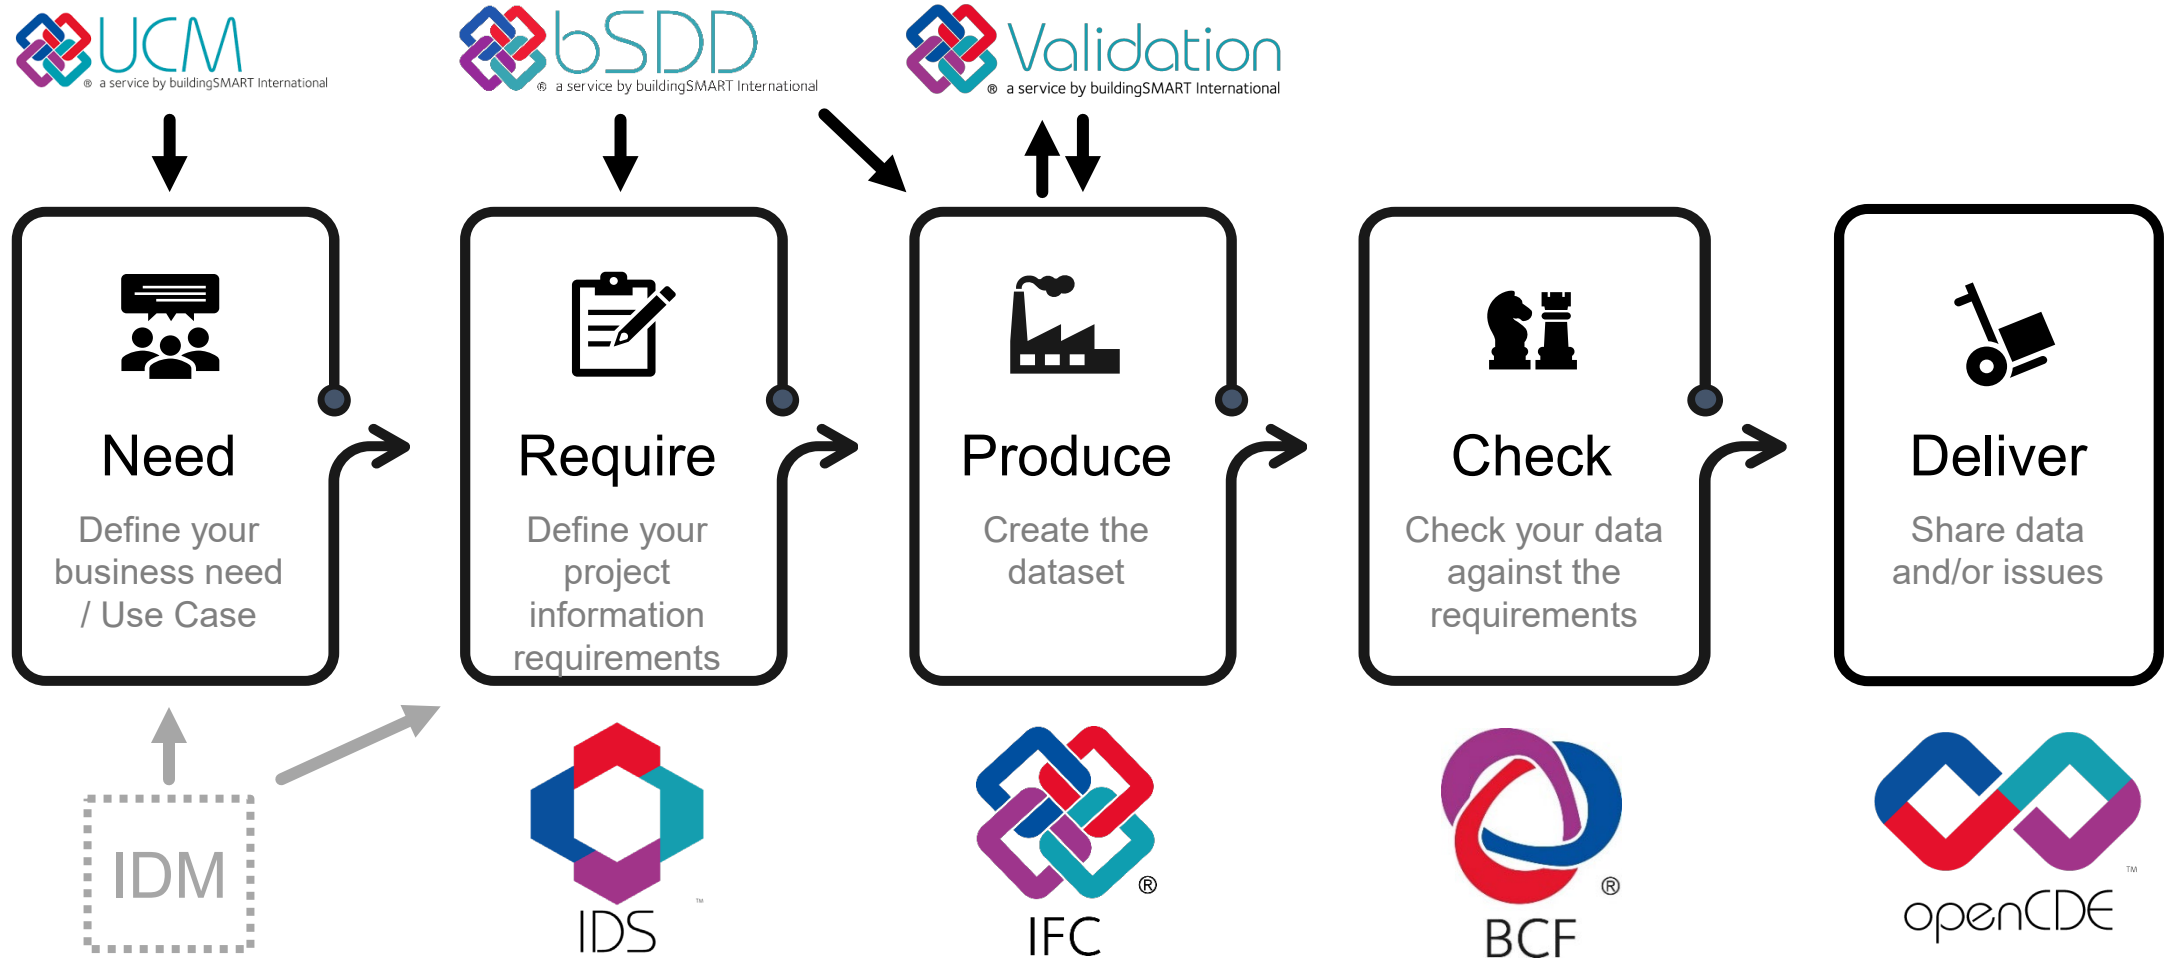 UCM
® a service by buildingSMART International
bSDD
® a service by buildingSMART International
Validation
® a service by buildingSMART International
Need
Define your
business need
/ Use Case
Require
Define your
project
information
requirements
Produce
Create the
dataset
Check
Check your data
against the
requirements
Deliver
Share data
and/or issues
IDM
™
IDS
®
IFC
®
BCF
™
openCDE